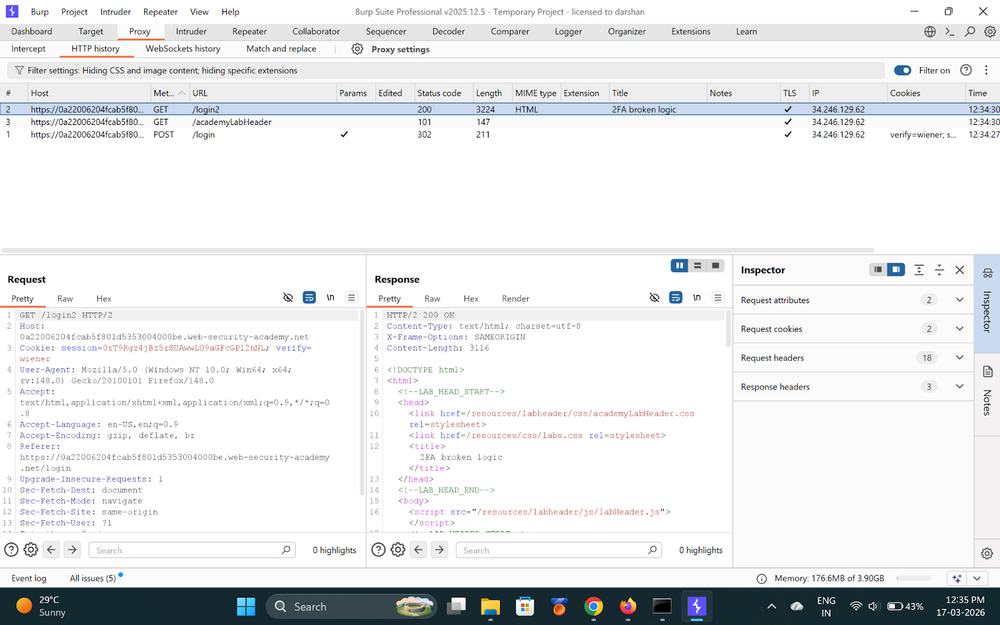 Burp Project Intruder Repeater View Help Burp Suite Professional v2025.12.5 - Temporary Project - licensed to darshan
Dashboard Target Proxy Intruder Repeater Collaborator Sequencer Decoder Comparer Logger Organizer Extensions Learn
Intercept HTTP history WebSockets history Match and replace Proxy settings
Filter settings: Hiding CSS and image content; hiding specific extensions Filter on
# Host Met... URL Params Edited Status code Length MIME type Extension Title Notes TLS IP Cookies Time
2 https://0a22006204fcab5f80... GET /login2 200 3224 HTML 2FA broken logic ✓ 34.246.129.62 12:34:30
3 https://0a22006204fcab5f80... GET /academyLabHeader 101 147 ✓ 34.246.129.62 12:34:30
1 https://0a22006204fcab5f80... POST /login ✓ 302 211 ✓ 34.246.129.62 verify=wiener; s... 12:34:27
Request
Pretty Raw Hex \n
1 GET /login2 HTTP/2
2 Host:
0a22006204fcab5f801d5353004000be.web-security-academy.net
3 Cookie: session=0rT9Rgz4jBz5rSUAwwLO9aGFcGPl2nNL; verify=
wiener
4 User-Agent: Mozilla/5.0 (Windows NT 10.0; Win64; x64;
rv:148.0) Gecko/20100101 Firefox/148.0
5 Accept:
text/html,application/xhtml+xml,application/xml;q=0.9,*/*;q=0
.8
6 Accept-Language: en-US,en;q=0.9
7 Accept-Encoding: gzip, deflate, br
8 Referer:
https://0a22006204fcab5f801d5353004000be.web-security-academy
.net/login
9 Upgrade-Insecure-Requests: 1
10 Sec-Fetch-Dest: document
11 Sec-Fetch-Mode: navigate
12 Sec-Fetch-Site: same-origin
13 Sec-Fetch-User: ?1
Search 0 highlights
Response
Pretty Raw Hex Render \n
1 HTTP/2 200 OK
2 Content-Type: text/html; charset=utf-8
3 X-Frame-Options: SAMEORIGIN
4 Content-Length: 3116
5
6 <!DOCTYPE html>
7 <html>
8 <!--LAB_HEAD_START-->
9 <head>
10 <link href=/resources/labheader/css/academyLabHeader.css
rel=stylesheet>
11 <link href=/resources/css/labs.css rel=stylesheet>
12 <title>
2FA broken logic
</title>
13 </head>
14 <!--LAB_HEAD_END-->
15 <body>
16 <script src="/resources/labheader/js/labHeader.js">
</script>
Search 0 highlights
Inspector
Request attributes 2
Request cookies 2
Request headers 18
Response headers 3
Inspector
Notes
Event log All issues (5) Memory: 176.6MB of 3.90GB
29°C
Sunny
Search
ENG
IN
43%
12:35 PM
17-03-2026